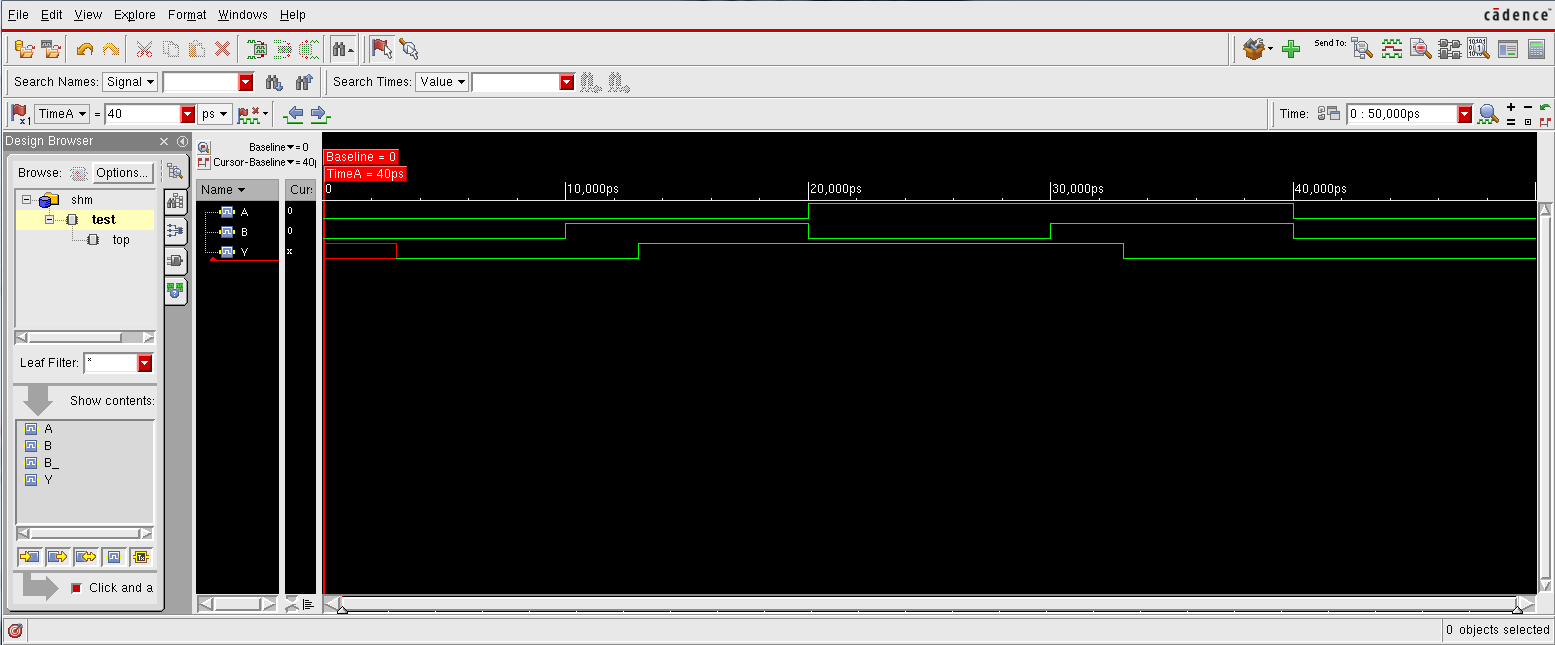 File Edit View Explore Format Windows Help
cādence™
Send To:
Search Names: Signal
Search Times: Value
TimeA = 40 ps
Time: 0 : 50,000ps
Design Browser
Browse: Options...
shm
test
top
Leaf Filter: *
Show contents:
A
B
B_
Y
Click and a
Baseline = 0
Cursor-Baseline = 40p
Name Curs
A 0
B 0
Y x
Baseline = 0
TimeA = 40ps
0 10,000ps 20,000ps 30,000ps 40,000ps
0 objects selected